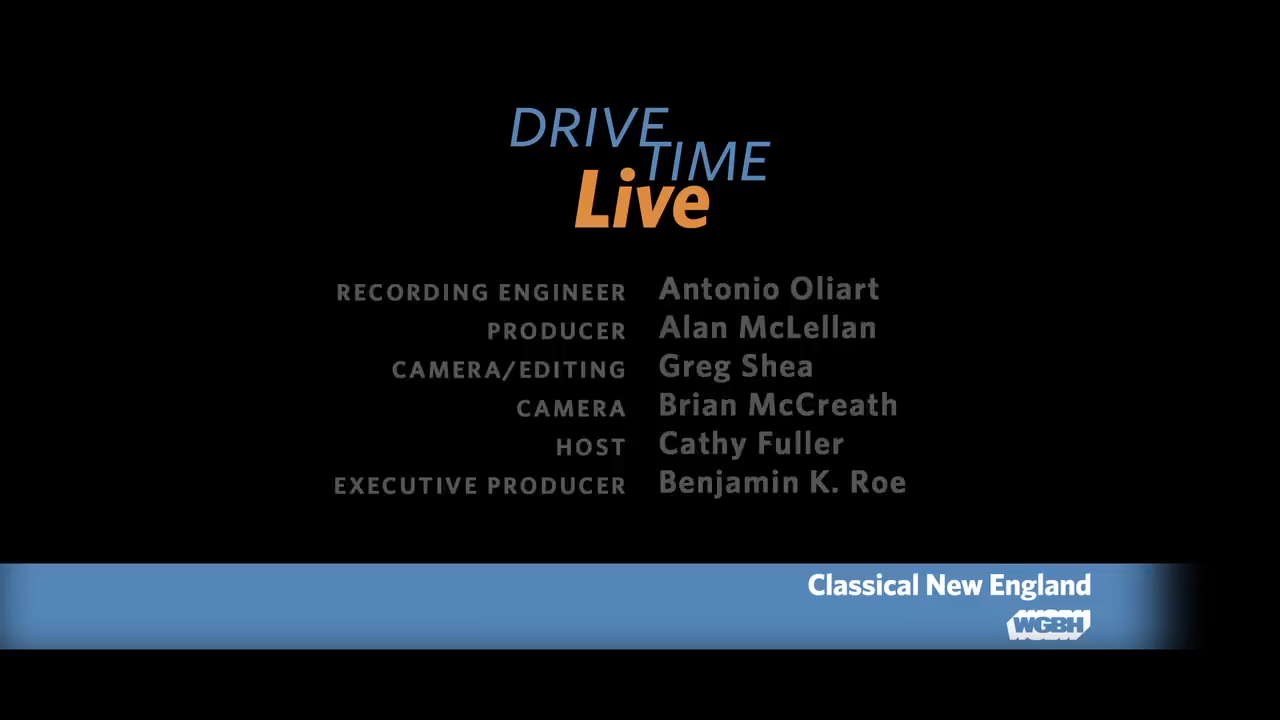 DRIVE
TIME
Live
RECORDING ENGINEER Antonio Oliart
PRODUCER Alan McLellan
CAMERA/EDITING Greg Shea
CAMERA Brian McCreath
HOST Cathy Fuller
EXECUTIVE PRODUCER Benjamin K. Roe
Classical New England
WGBH